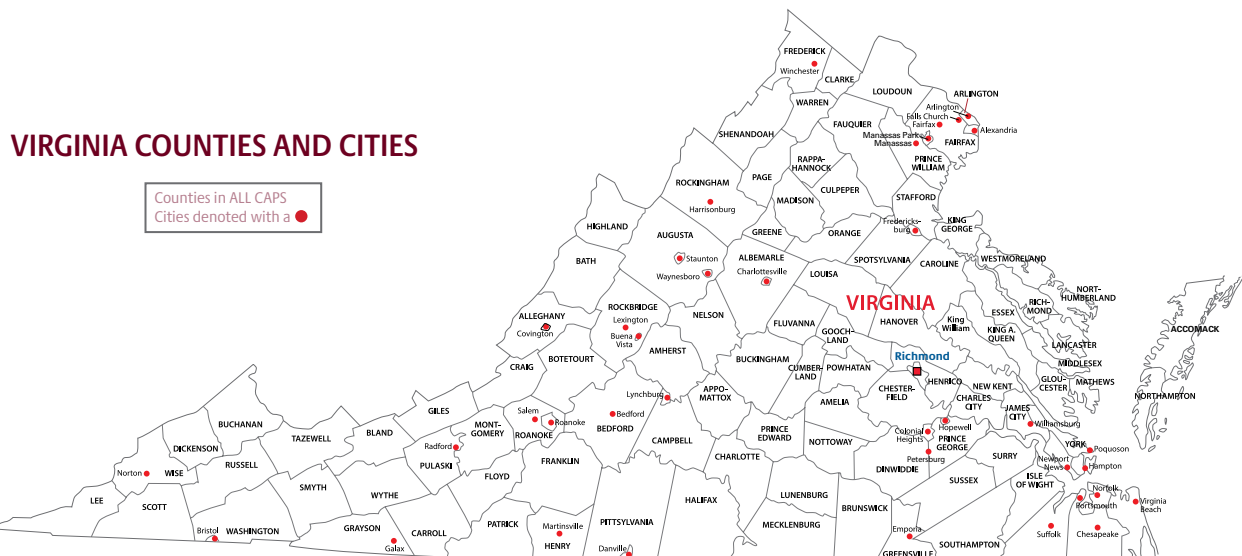 VIRGINIA COUNTIES AND CITIES
Counties in ALL CAPS
Cities denoted with a
FREDERICK
Winchester
CLARKE
LOUDOUN
ARLINGTON
WARREN
Arlington
Falls Church
Fairfax
Alexandria
FAUQUIER
SHENANDOAH
Manassas Park
Manassas
FAIRFAX
PRINCE
WILLIAM
RAPPA-
HANNOCK
PAGE
ROCKINGHAM
CULPEPER
MADISON
STAFFORD
Harrisonburg
Fredericks-
burg
KING
GEORGE
HIGHLAND
AUGUSTA
GREENE
ORANGE
BATH
Staunton
ALBEMARLE
SPOTSYLVANIA
CAROLINE
WESTMORELAND
Waynesboro
Charlottesville
LOUISA
NORT-
HUMBERLAND
VIRGINIA
RICH-
MOND
ROCKBRIDGE
ALLEGHANY
NELSON
ESSEX
Lexington
FLUVANNA
HANOVER
King
William
ACCOMACK
Covington
Buena
Vista
GOOCH-
LAND
KING A.
QUEEN
LANCASTER
AMHERST
BOTETOURT
BUCKINGHAM
Richmond
MIDDLESEX
CRAIG
CUMBER-
LAND
POWHATAN
HENRICO
GLOU-
CESTER
MATHEWS
APPO-
MATTOX
CHESTER-
FIELD
NEW KENT
NORTHAMPTON
Lynchburg
AMELIA
CHARLES
CITY
JAMES
CITY
GILES
Salem
Roanoke
Bedford
BEDFORD
Williamsburg
BUCHANAN
BLAND
MONT-
GOMERY
ROANOKE
PRINCE
EDWARD
Colonial
Heights
Hopewell
TAZEWELL
CAMPBELL
NOTTOWAY
PRINCE
GEORGE
YORK
DICKENSON
Radford
Petersburg
Poquoson
RUSSELL
PULASKI
FRANKLIN
CHARLOTTE
DINWIDDIE
SURRY
Newport
News
Hampton
Norton
WISE
FLOYD
SUSSEX
ISLE
OF WIGHT
SMYTH
WYTHE
LUNENBURG
Norfolk
LEE
SCOTT
HALIFAX
BRUNSWICK
Portsmouth
Virginia
Beach
Bristol
WASHINGTON
GRAYSON
CARROLL
PATRICK
Martinsville
PITTSYLVANIA
MECKLENBURG
Emporia
Suffolk
Chesapeake
Galax
HENRY
Danville
SOUTHAMPTON
GREENSVILLE